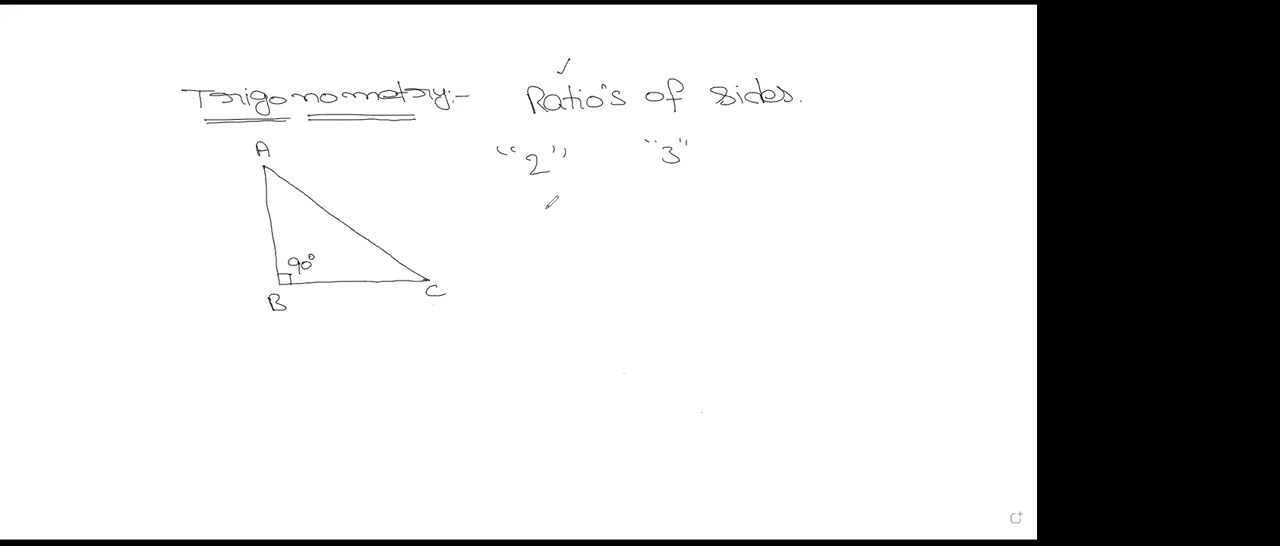 Trigonometry:- Ratio's of sides.
"2" "3"
A
90°
B C